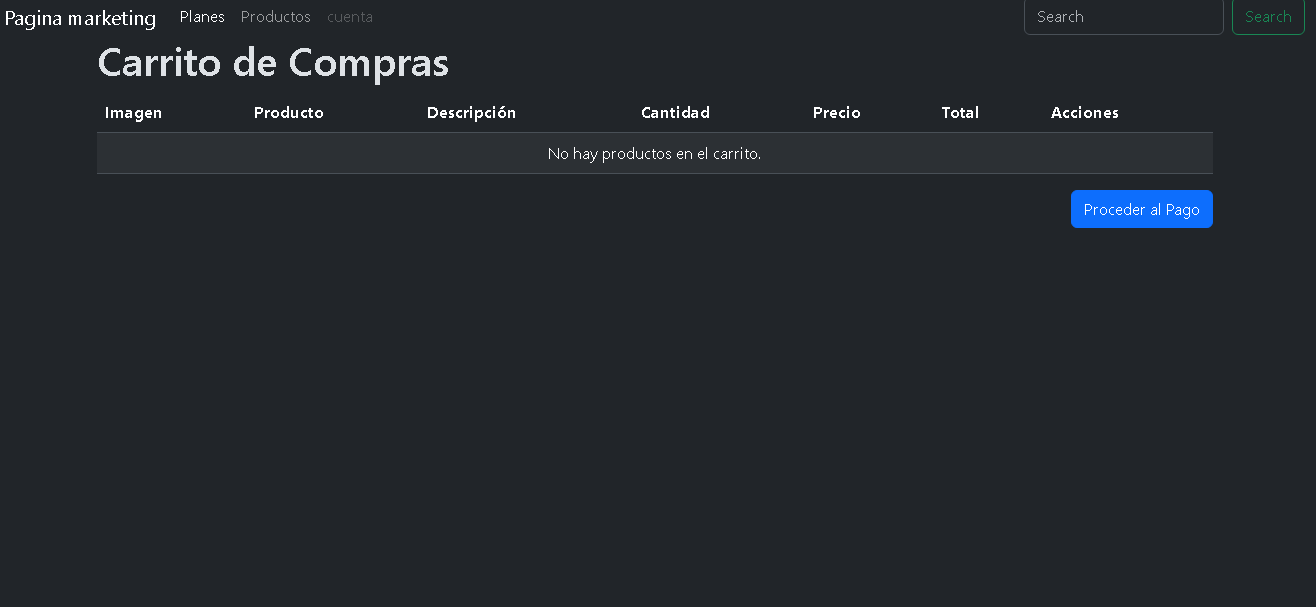 Pagina marketing Planes Productos cuenta Search Search
Carrito de Compras
Imagen Producto Descripción Cantidad Precio Total Acciones
No hay productos en el carrito.
Proceder al Pago